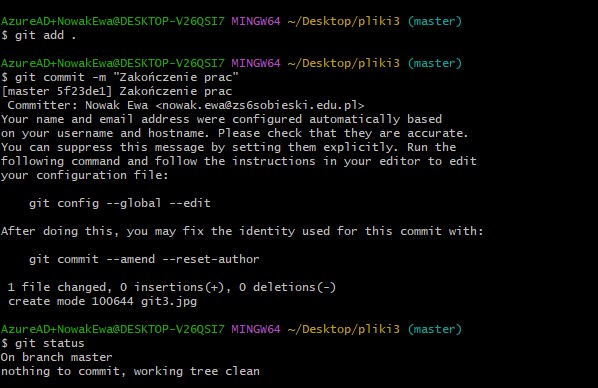 AzureAD+NowakEwa@DESKTOP-V26QSI7 MINGW64 ~/Desktop/pliki3 (master)
$ git add .
AzureAD+NowakEwa@DESKTOP-V26QSI7 MINGW64 ~/Desktop/pliki3 (master)
$ git commit -m "Zakończenie prac"
[master 5f23de1] Zakończenie prac
Committer: Nowak Ewa <nowak.ewa@zs6sobieski.edu.pl>
Your name and email address were configured automatically based
on your username and hostname. Please check that they are accurate.
You can suppress this message by setting them explicitly. Run the
following command and follow the instructions in your editor to edit
your configuration file:
git config --global --edit
After doing this, you may fix the identity used for this commit with:
git commit --amend --reset-author
1 file changed, 0 insertions(+), 0 deletions(-)
create mode 100644 git3.jpg
AzureAD+NowakEwa@DESKTOP-V26QSI7 MINGW64 ~/Desktop/pliki3 (master)
$ git status
On branch master
nothing to commit, working tree clean